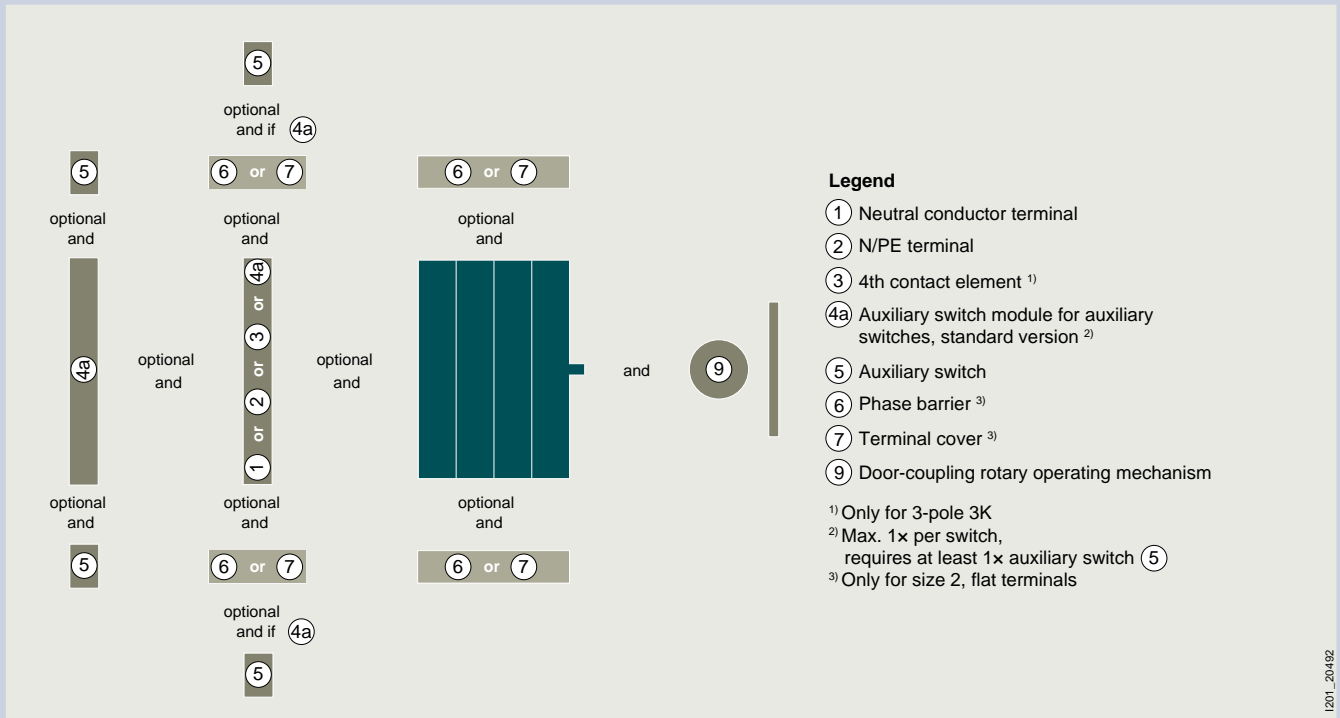 5
optional
and if 4a
5
6 or 7
6 or 7
optional
and
optional
and
optional
and
4a
optional
and
1 or 2 or 3 or 4a
optional
and
and
9
optional
and
optional
and
optional
and
5
6 or 7
6 or 7
optional
and if 4a
5
Legend
1 Neutral conductor terminal
2 N/PE terminal
3 4th contact element 1)
4a Auxiliary switch module for auxiliary
switches, standard version 2)
5 Auxiliary switch
6 Phase barrier 3)
7 Terminal cover 3)
9 Door-coupling rotary operating mechanism
1) Only for 3-pole 3K
2) Max. 1× per switch,
requires at least 1× auxiliary switch 5
3) Only for size 2, flat terminals
I201_20492